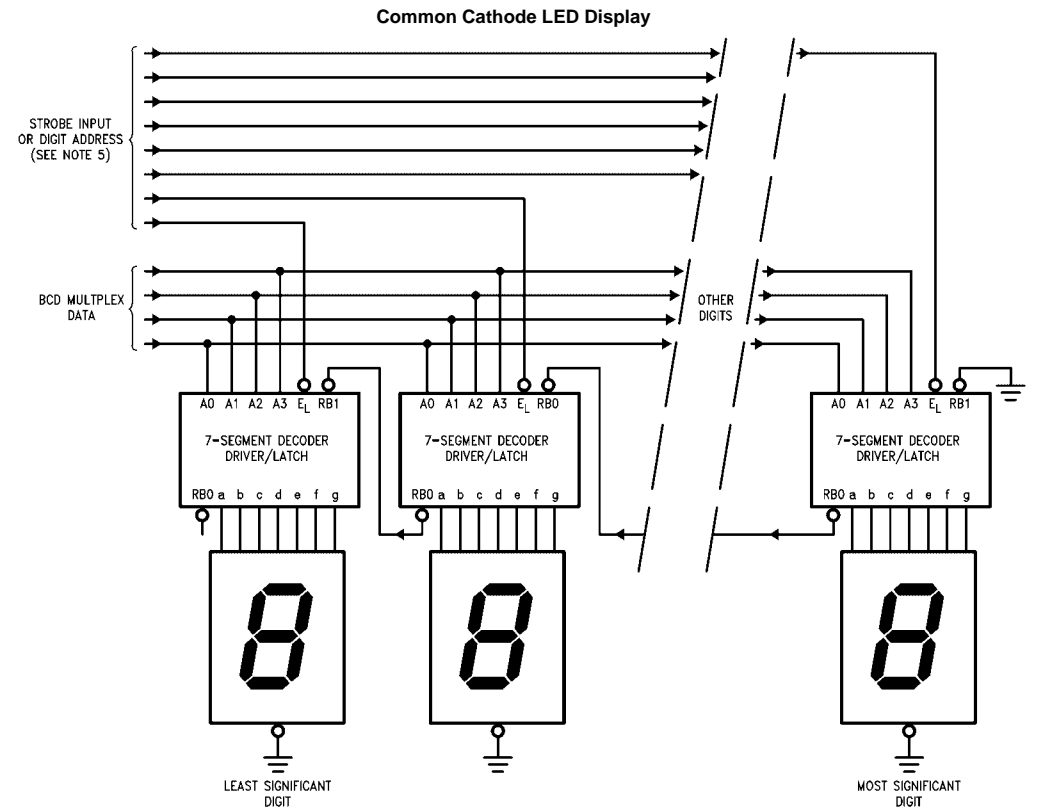 Common Cathode LED Display
STROBE INPUT
OR DIGIT ADDRESS
(SEE NOTE 5)
BCD MULTPLEX
DATA
OTHER
DIGITS
A0 A1 A2 A3 EL RB1
7-SEGMENT DECODER
DRIVER/LATCH
RBO a b c d e f g
A0 A1 A2 A3 EL RBO
7-SEGMENT DECODER
DRIVER/LATCH
RBO a b c d e f g
A0 A1 A2 A3 EL RB1
7-SEGMENT DECODER
DRIVER/LATCH
RBO a b c d e f g
8 8 8
LEAST SIGNIFICANT
DIGIT
MOST SIGNIFICANT
DIGIT